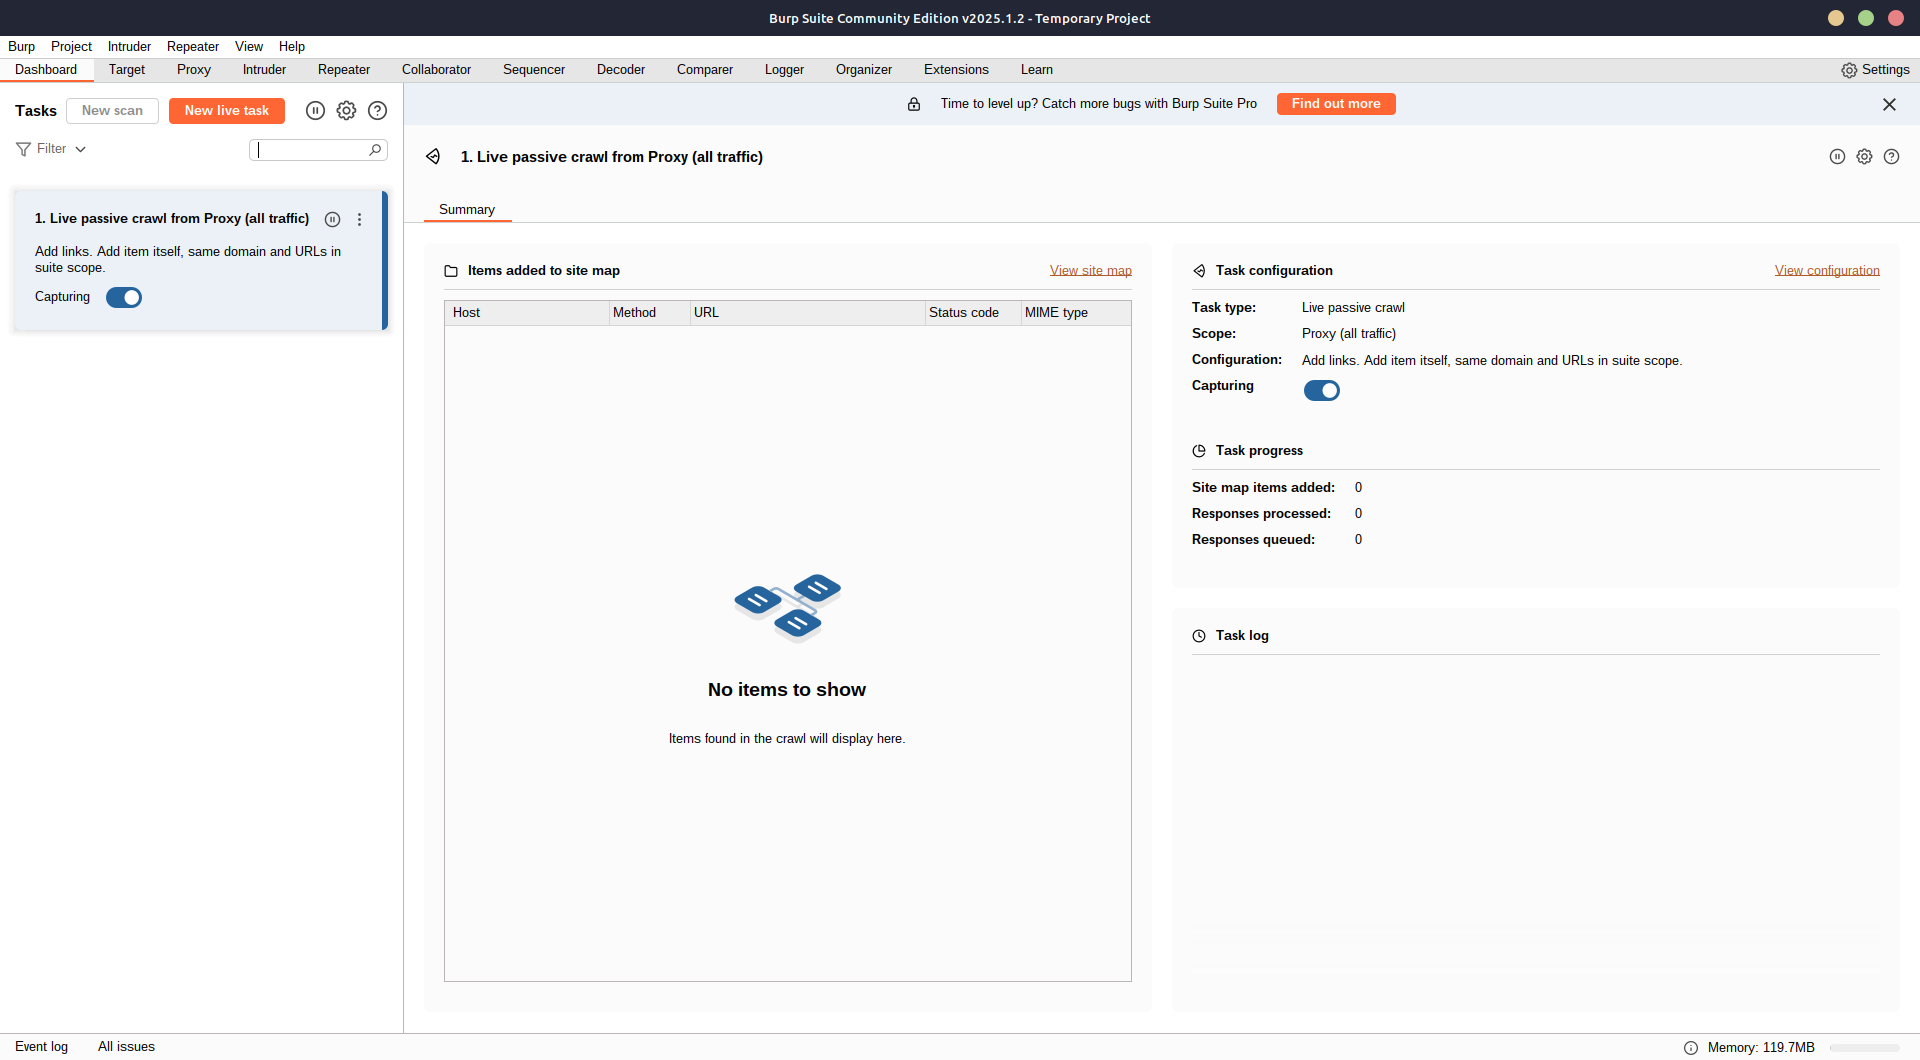 Burp Suite Community Edition v2025.1.2 - Temporary Project
Burp Project Intruder Repeater View Help
Dashboard Target Proxy Intruder Repeater Collaborator Sequencer Decoder Comparer Logger Organizer Extensions Learn Settings
Tasks New scan New live task
Time to level up? Catch more bugs with Burp Suite Pro Find out more
Filter
1. Live passive crawl from Proxy (all traffic)
Add links. Add item itself, same domain and URLs in
suite scope.
Capturing
1. Live passive crawl from Proxy (all traffic)
Summary
Items added to site map View site map
Host Method URL Status code MIME type
No items to show
Items found in the crawl will display here.
Task configuration View configuration
Task type: Live passive crawl
Scope: Proxy (all traffic)
Configuration: Add links. Add item itself, same domain and URLs in suite scope.
Capturing
Task progress
Site map items added: 0
Responses processed: 0
Responses queued: 0
Task log
Event log All issues Memory: 119.7MB